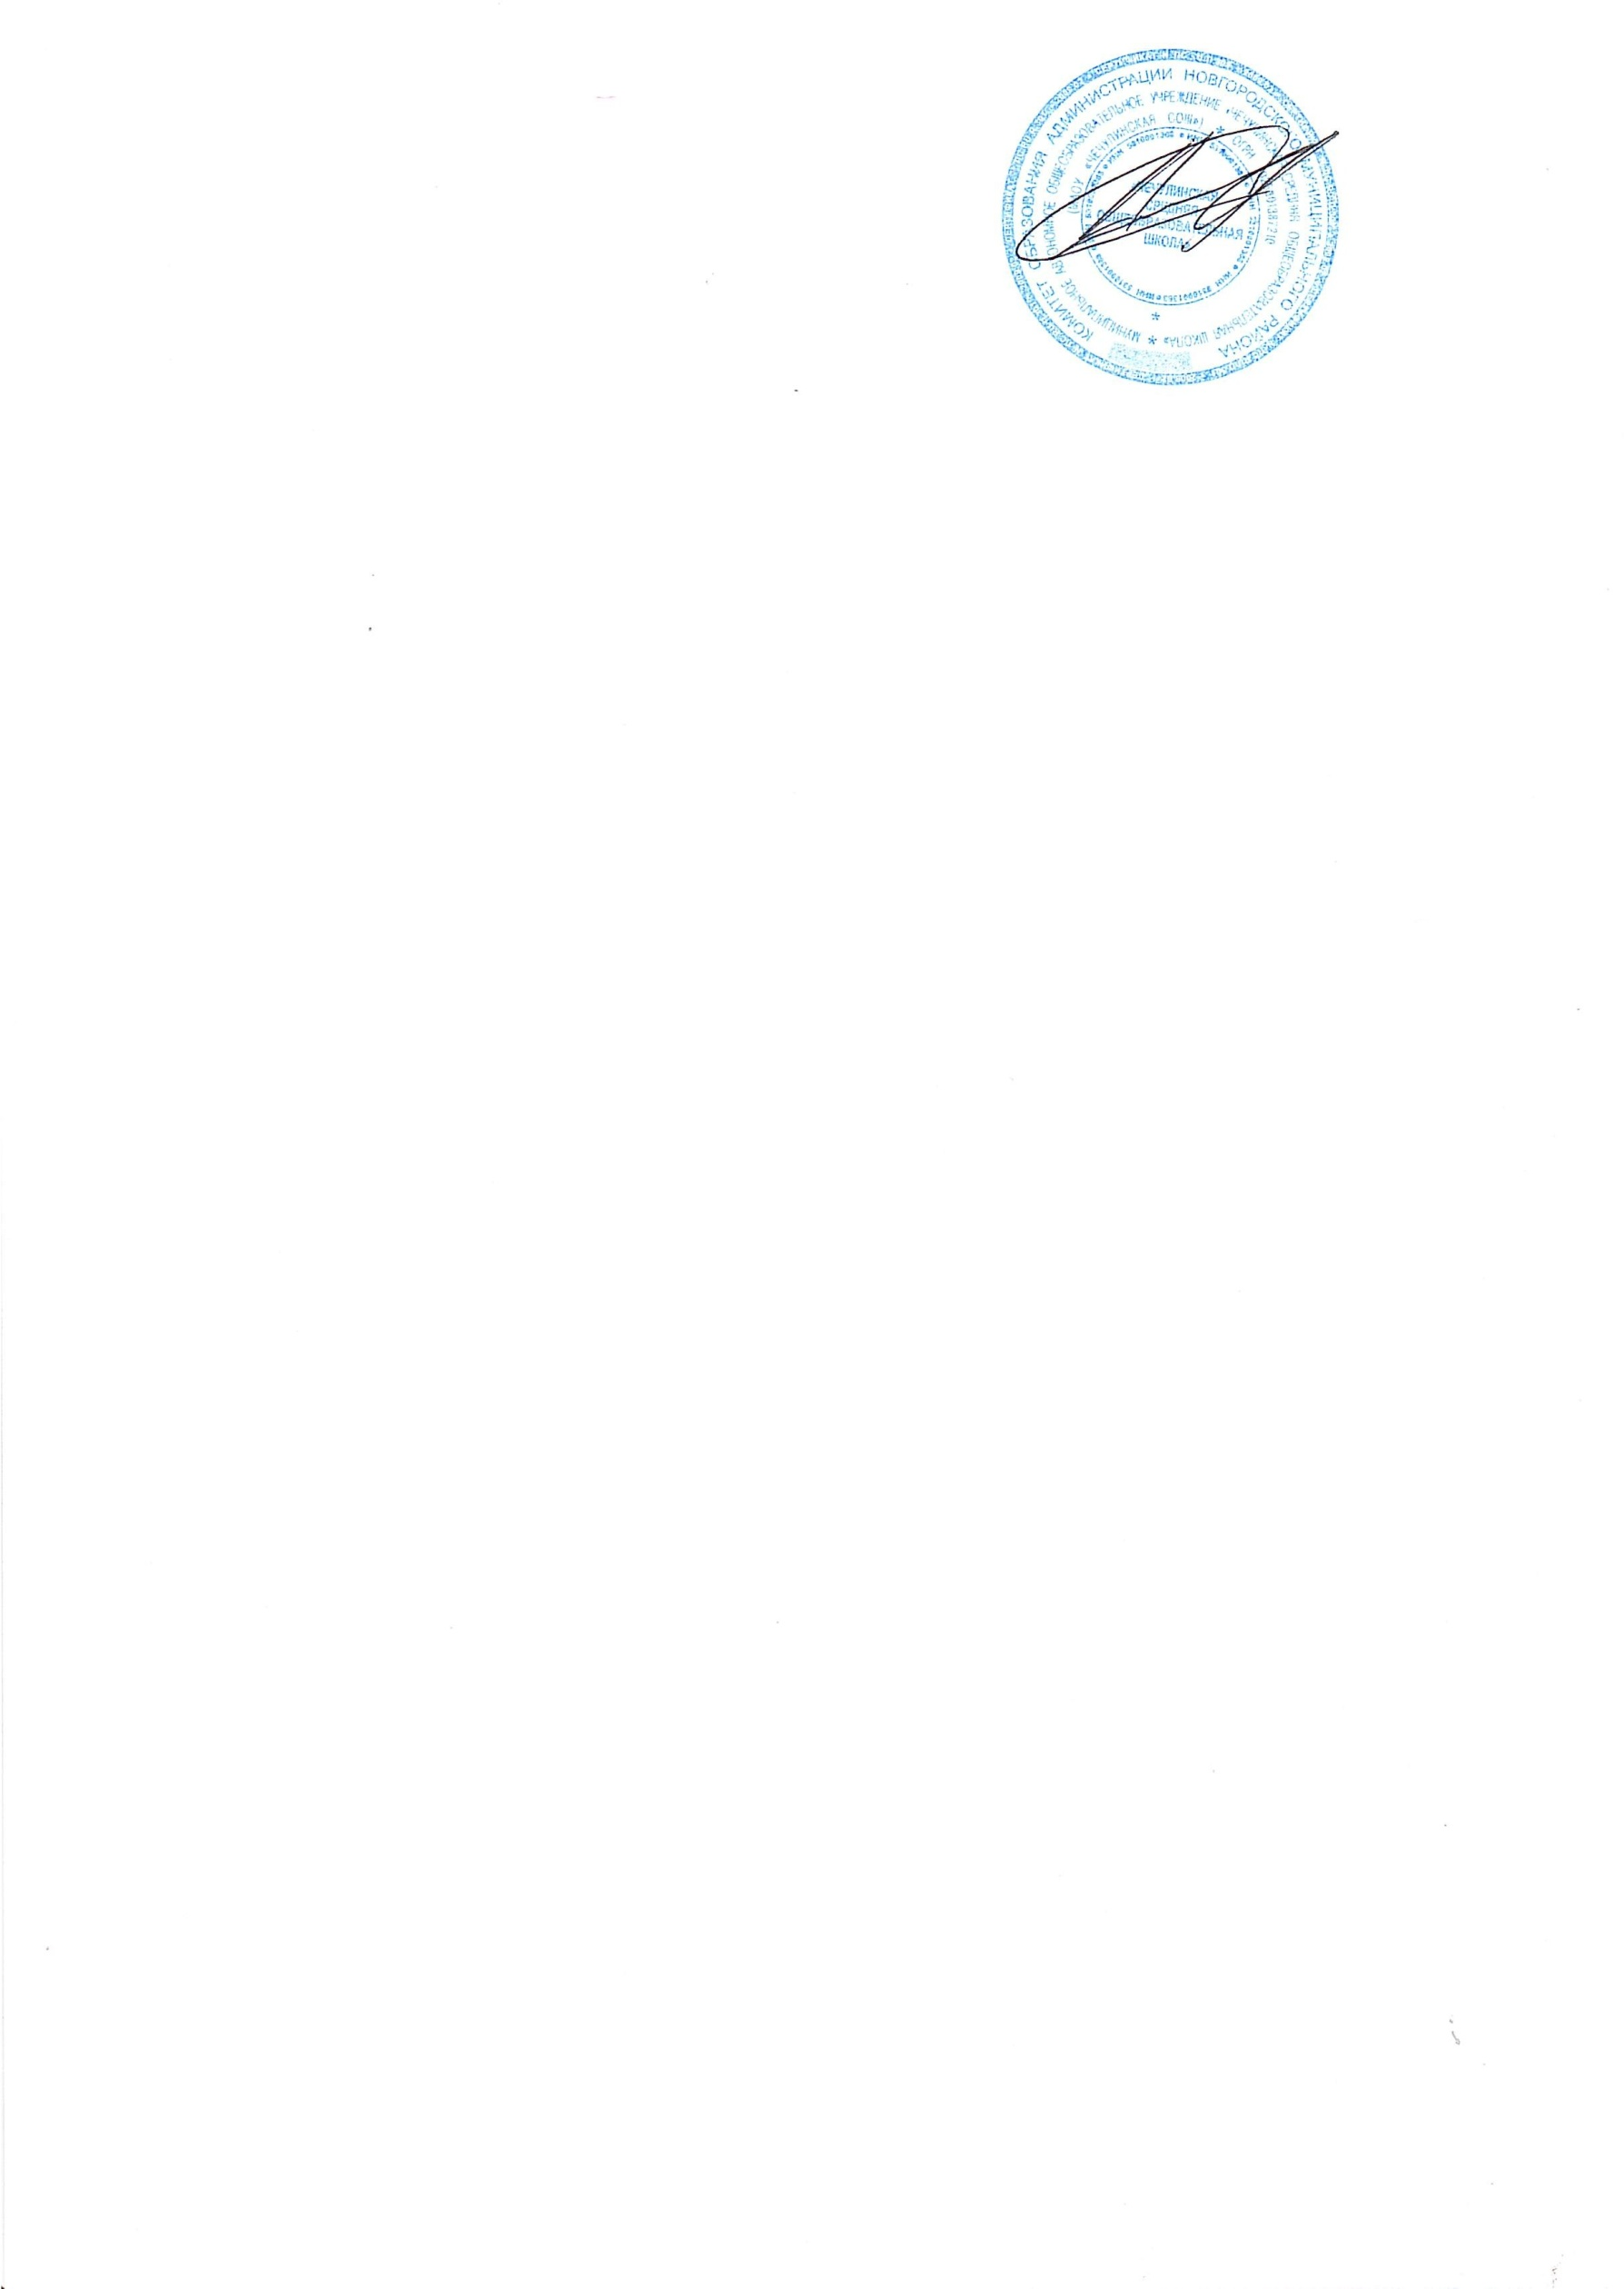 КОМИТЕТ ОБРАЗОВАНИЯ АДМИНИСТРАЦИИ НОВГОРОДСКОГО МУНИЦИПАЛЬНОГО РАЙОНА
* МУНИЦИПАЛЬНОЕ АВТОНОМНОЕ ОБЩЕОБРАЗОВАТЕЛЬНОЕ УЧРЕЖДЕНИЕ «ЧЕЧУЛИНСКАЯ СРЕДНЯЯ ОБЩЕОБРАЗОВАТЕЛЬНАЯ ШКОЛА»
(МАОУ «ЧЕЧУЛИНСКАЯ СОШ») * ОГРН
*
«ЧЕЧУЛИНСКАЯ
СРЕДНЯЯ
ОБЩЕОБРАЗОВАТЕЛЬНАЯ
ШКОЛА»